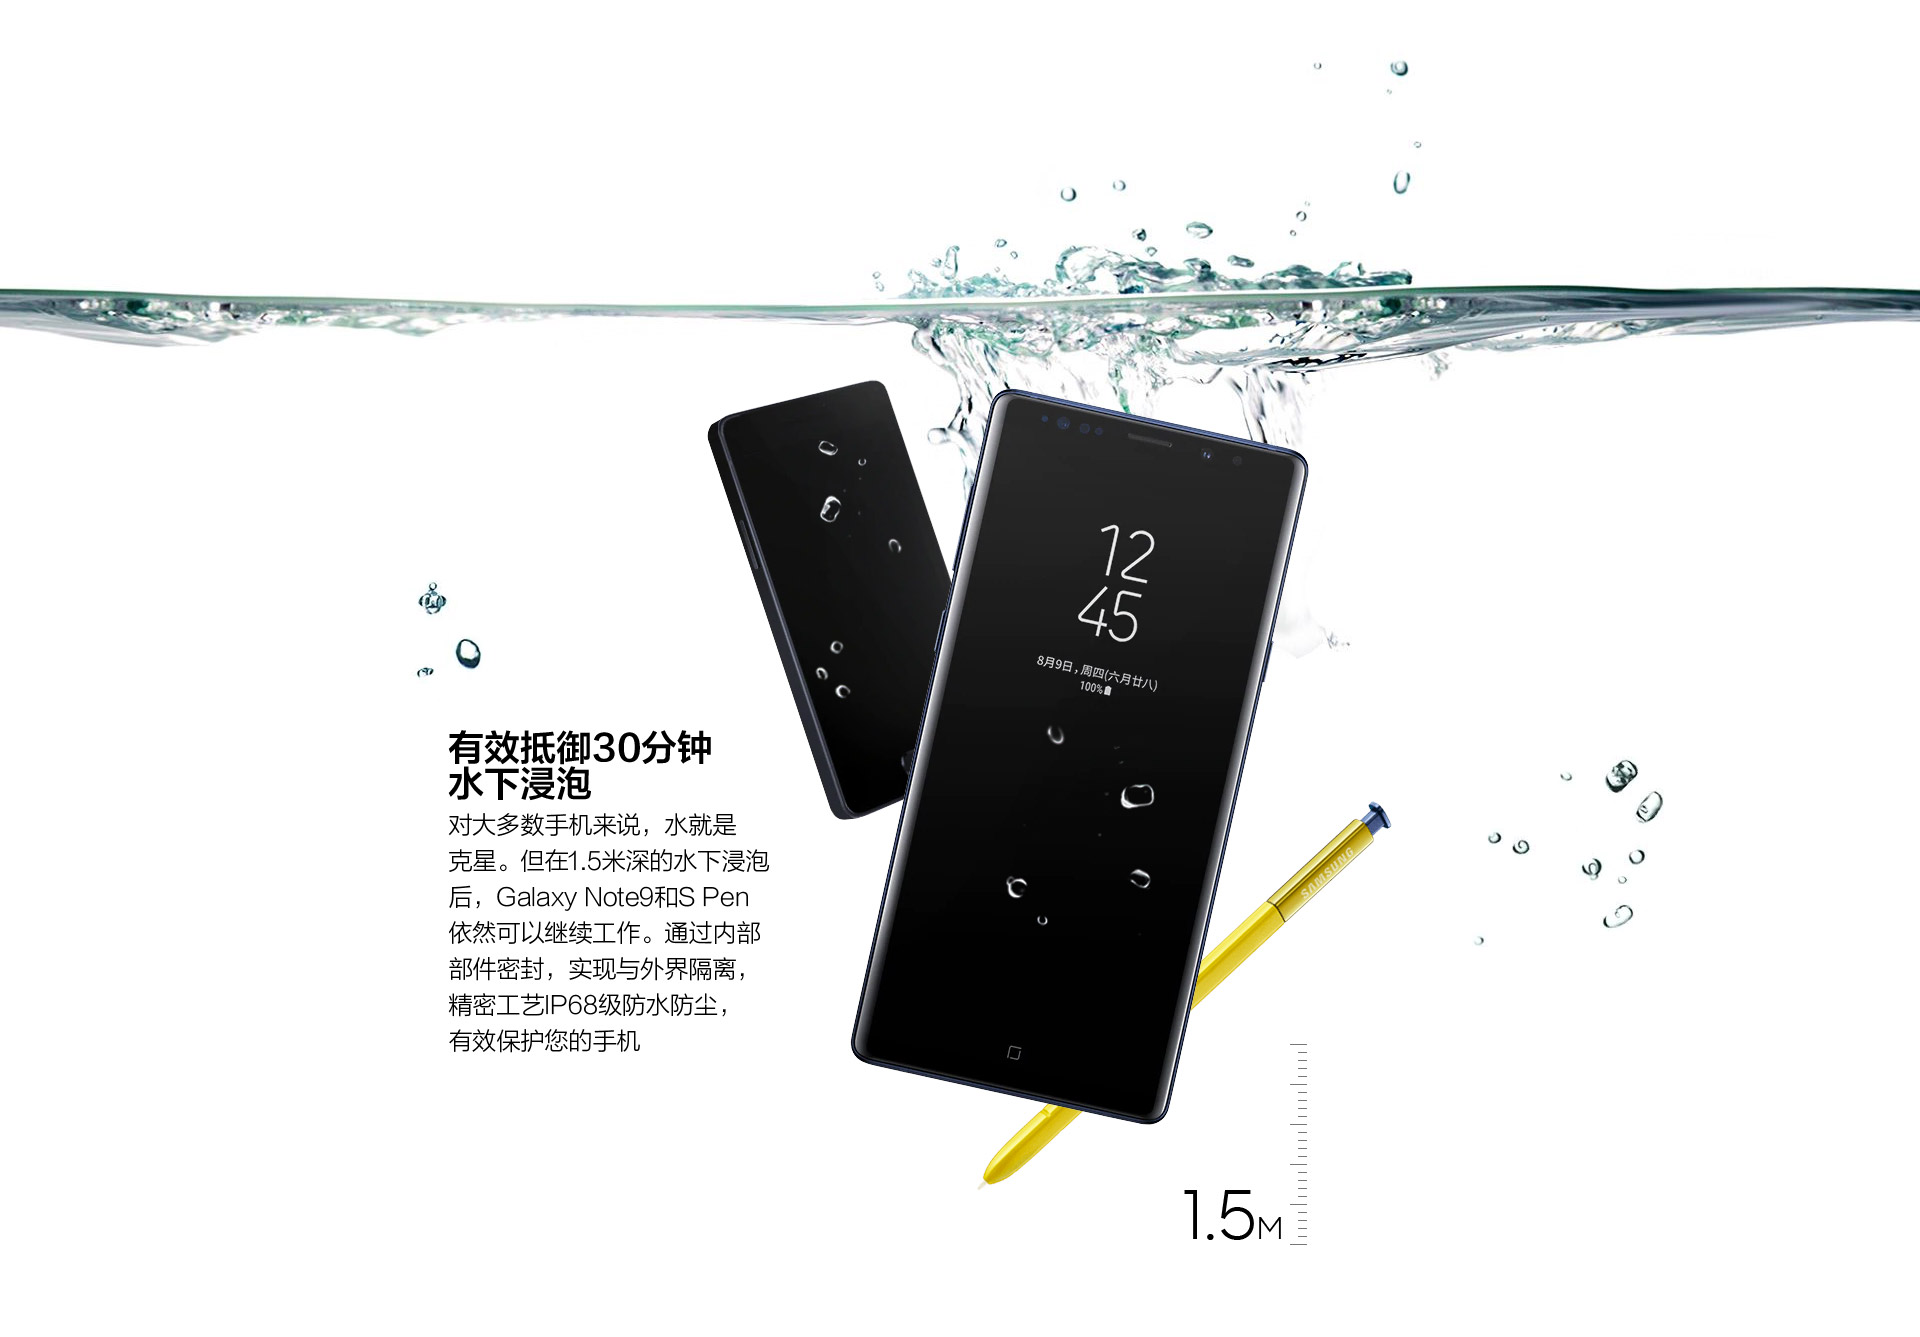 12
45
8月9日，周四(六月廿八)
100%
有效抵御30分钟
水下浸泡
对大多数手机来说，水就是
克星。但在1.5米深的水下浸泡
后，Galaxy Note9和S Pen
依然可以继续工作。通过内部
部件密封，实现与外界隔离，
精密工艺IP68级防水防尘，
有效保护您的手机
SAMSUNG
1.5M